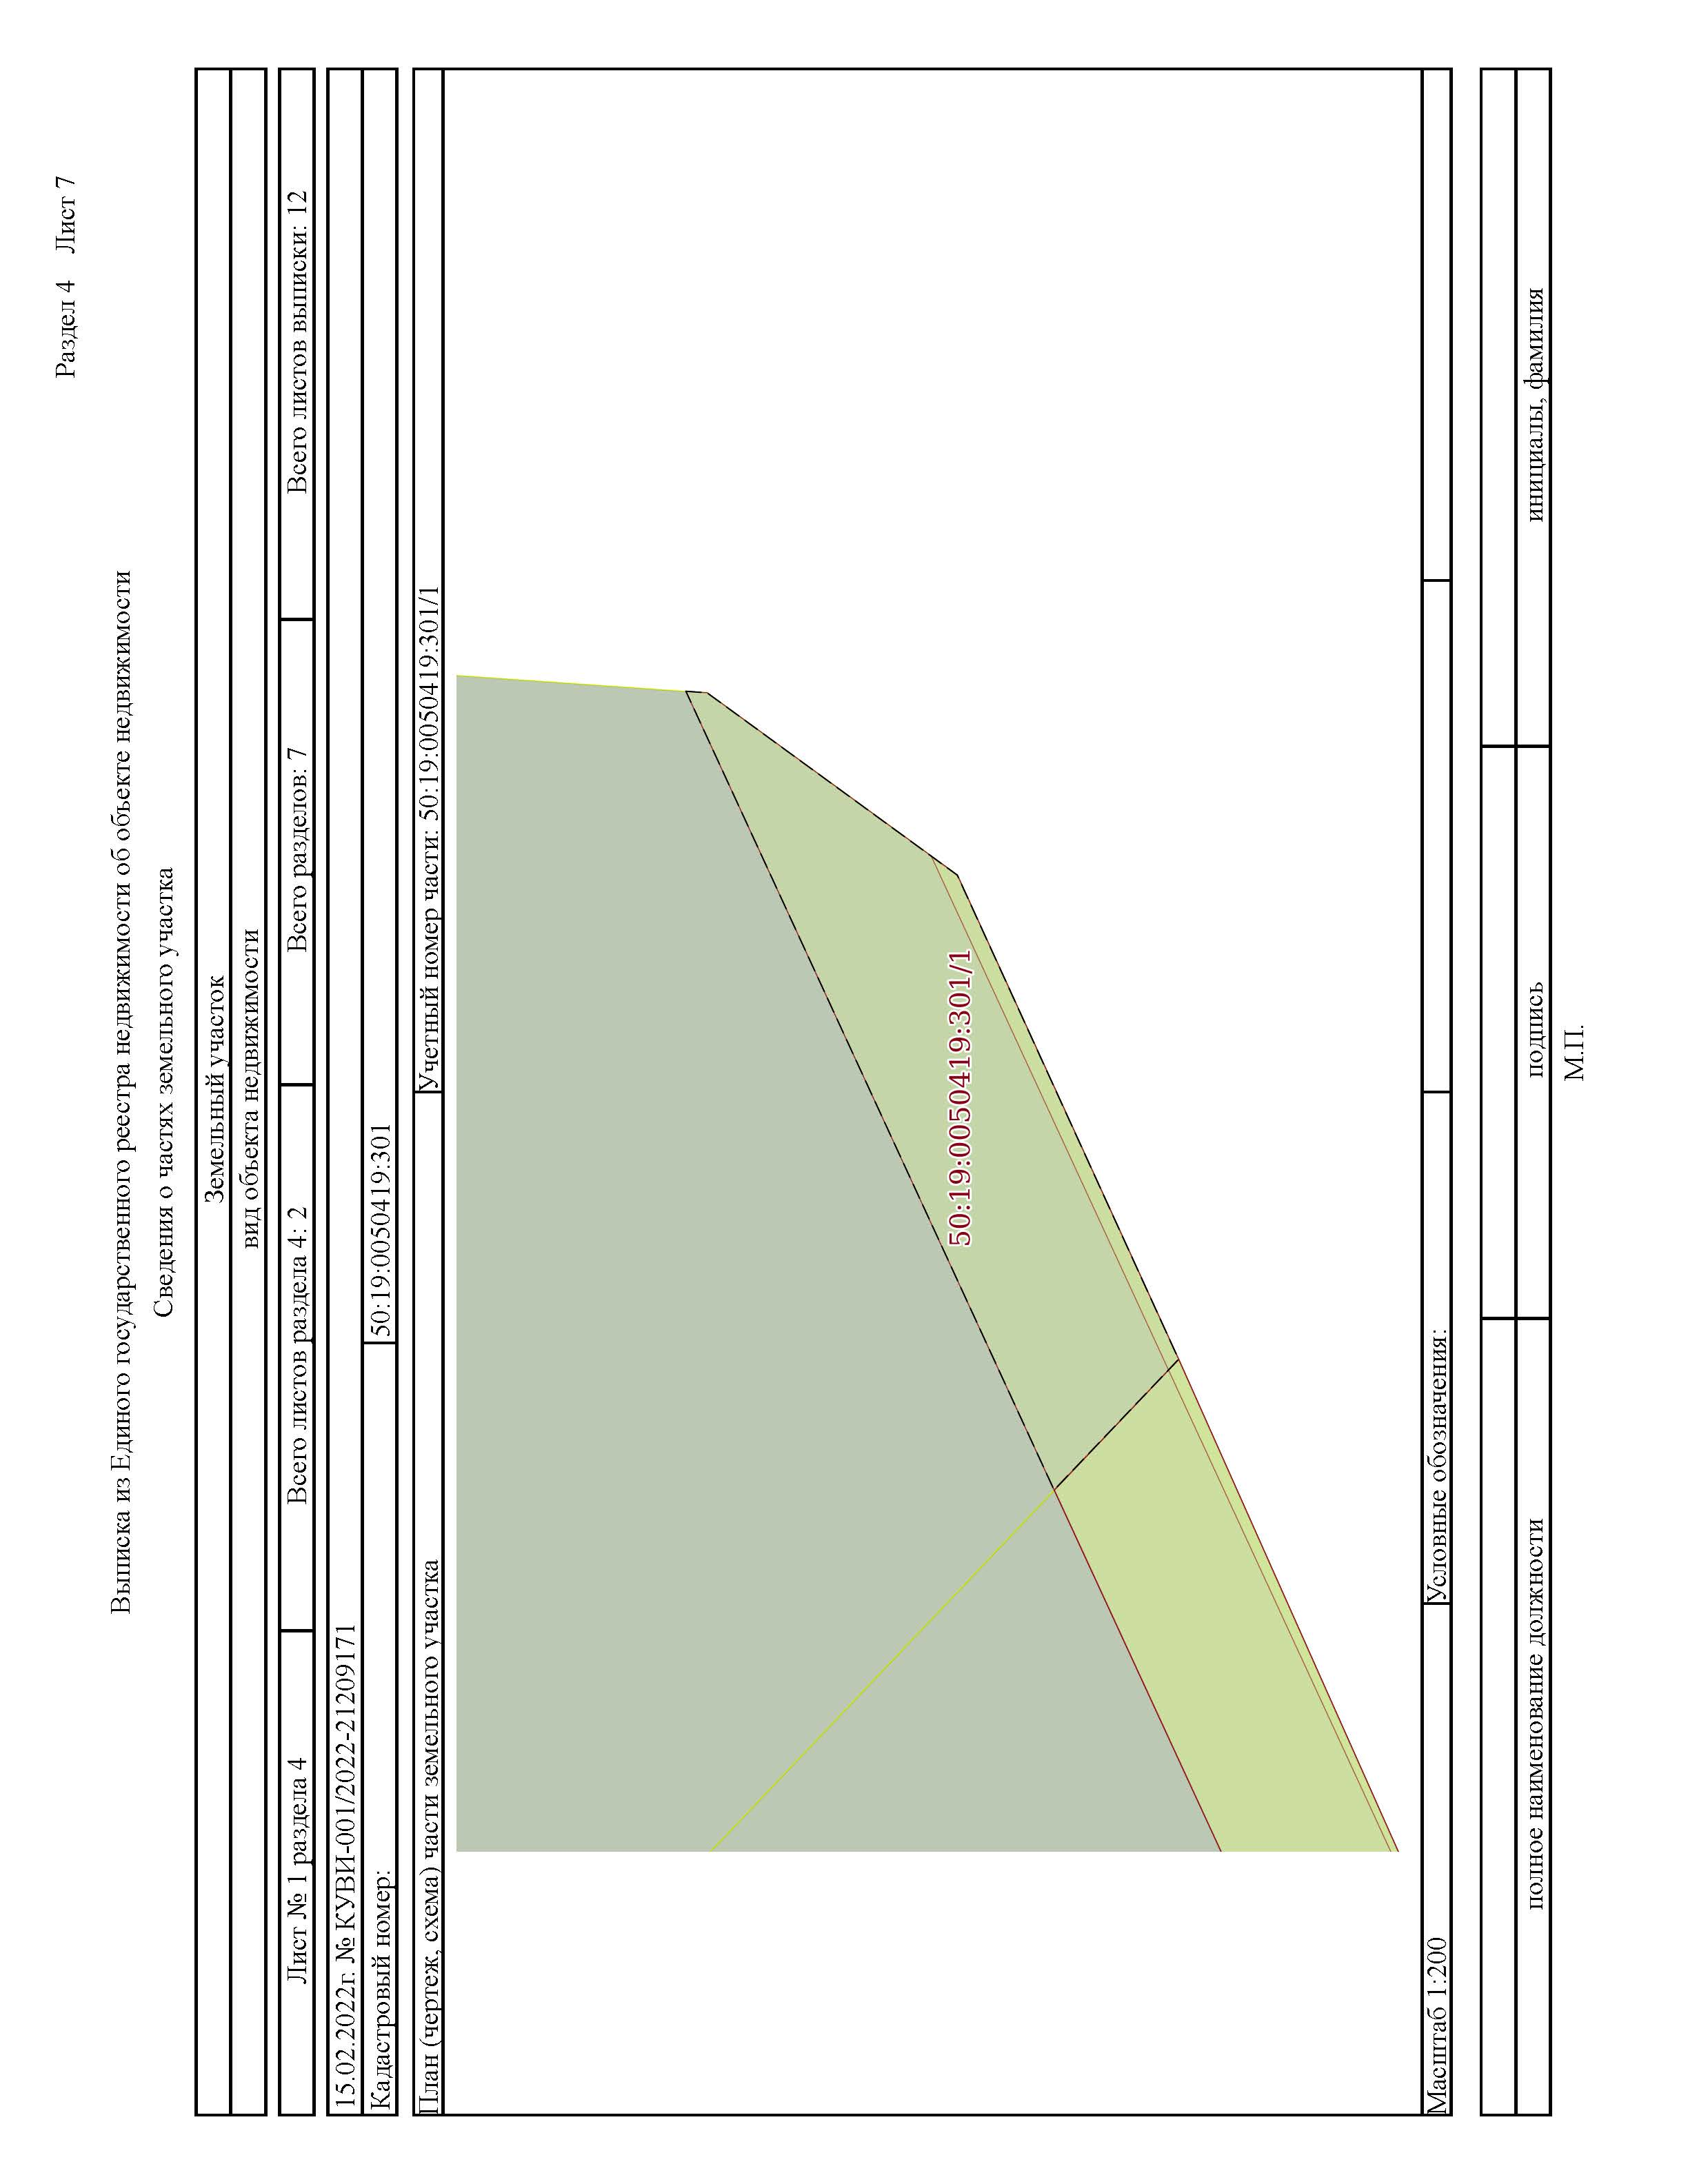 Раздел 4 Лист 7
Выписка из Единого государственного реестра недвижимости об объекте недвижимости
Сведения о частях земельного участка
Земельный участок
вид объекта недвижимости
Лист № 1 раздела 4 Всего листов раздела 4: 2 Всего разделов: 7 Всего листов выписки: 12
15.02.2022г. № КУВИ-001/2022-21209171
Кадастровый номер: 50:19:0050419:301
План (чертеж, схема) части земельного участка Учетный номер части: 50:19:0050419:301/1
50:19:0050419:301/1
Масштаб 1:200 Условные обозначения:
полное наименование должности подпись инициалы, фамилия
М.П.